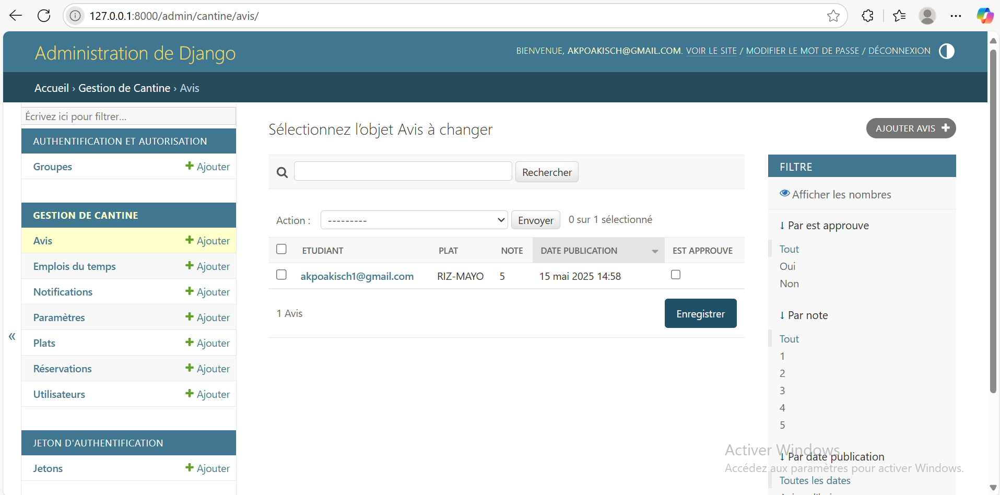 127.0.0.1:8000/admin/cantine/avis/
Administration de Django
BIENVENUE, AKPOAKISCH@GMAIL.COM. VOIR LE SITE / MODIFIER LE MOT DE PASSE / DÉCONNEXION
Accueil › Gestion de Cantine › Avis
Écrivez ici pour filtrer…
AUTHENTIFICATION ET AUTORISATION
Groupes Ajouter
GESTION DE CANTINE
Avis Ajouter
Emplois du temps Ajouter
Notifications Ajouter
Paramètres Ajouter
Plats Ajouter
Réservations Ajouter
Utilisateurs Ajouter
JETON D'AUTHENTIFICATION
Jetons Ajouter
«
Sélectionnez l’objet Avis à changer
AJOUTER AVIS
Rechercher
Action : --------- Envoyer 0 sur 1 sélectionné
ETUDIANT PLAT NOTE DATE PUBLICATION EST APPROUVE
akpoakisch1@gmail.com RIZ-MAYO 5 15 mai 2025 14:58
1 Avis
Enregistrer
FILTRE
Afficher les nombres
↓ Par est approuve
Tout
Oui
Non
↓ Par note
Tout
1
2
3
4
5
↓ Par date publication
Toutes les dates
Activer Windows
Accédez aux paramètres pour activer Windows.